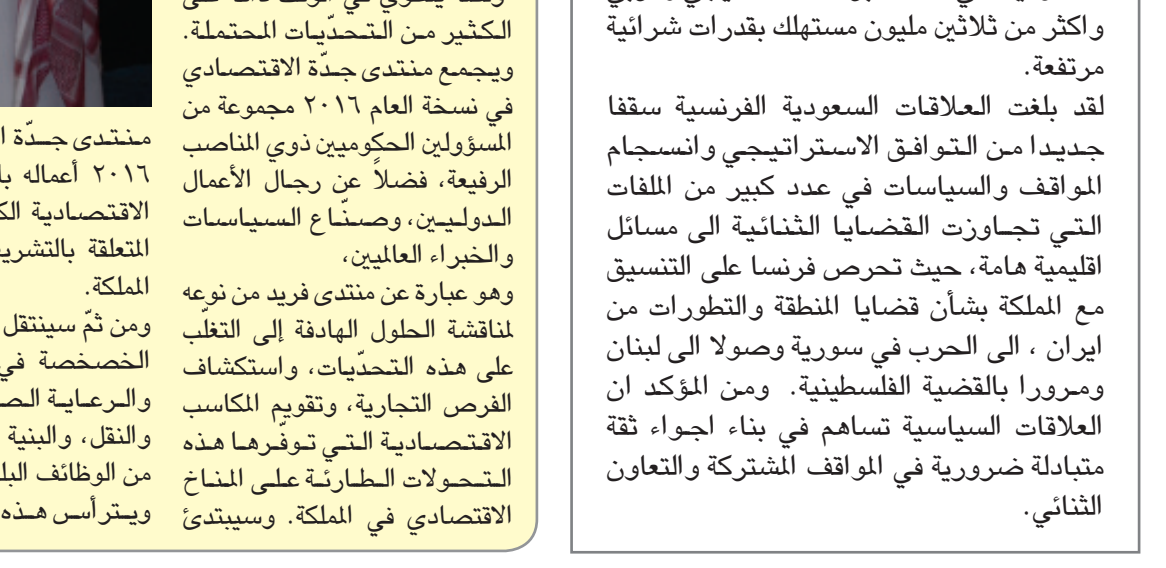 واكثر من ثلاثين مليون مستهلك بقدرات شرائية
مرتفعة.
لقد بلغت العلاقات السعودية الفرنسية سقفا
جديدا من التوافق الاستراتيجي وانسجام
المواقف والسياسات في عدد كبير من الملفات
التي تجاوزت القضايا الثنائية الى مسائل
اقليمية هامة، حيث تحرص فرنسا على التنسيق
مع المملكة بشأن قضايا المنطقة والتطورات من
ايران ، الى الحرب في سورية وصولا الى لبنان
ومرورا بالقضية الفلسطينية. ومن المؤكد ان
العلاقات السياسية تساهم في بناء اجواء ثقة
متبادلة ضرورية في المواقف المشتركة والتعاون
الثنائي.
الكثير من التحدّيات المحتملة.
ويجمع منتدى جدّة الاقتصادي
في نسخة العام ٢٠١٦ مجموعة من
المسؤولين الحكوميين ذوي المناصب
الرفيعة، فضلاً عن رجال الأعمال
الدوليين، وصنّاع السياسات
والخبراء العالميين،
وهو عبارة عن منتدى فريد من نوعه
لمناقشة الحلول الهادفة إلى التغلّب
على هذه التحدّيات، واستكشاف
الفرص التجارية، وتقويم المكاسب
الاقتصادية التي توفّرها هذه
التحولات الطارئة على المناخ
الاقتصادي في المملكة. وسيبتدئ
منتدى جدّة
٢٠١٦ أعماله
الاقتصادية
المتعلقة
المملكة.
ومن ثمّ سينتقل
الخصخصة في
والرعاية
والنقل، والبنية
من الوظائف
ويترأس هذه